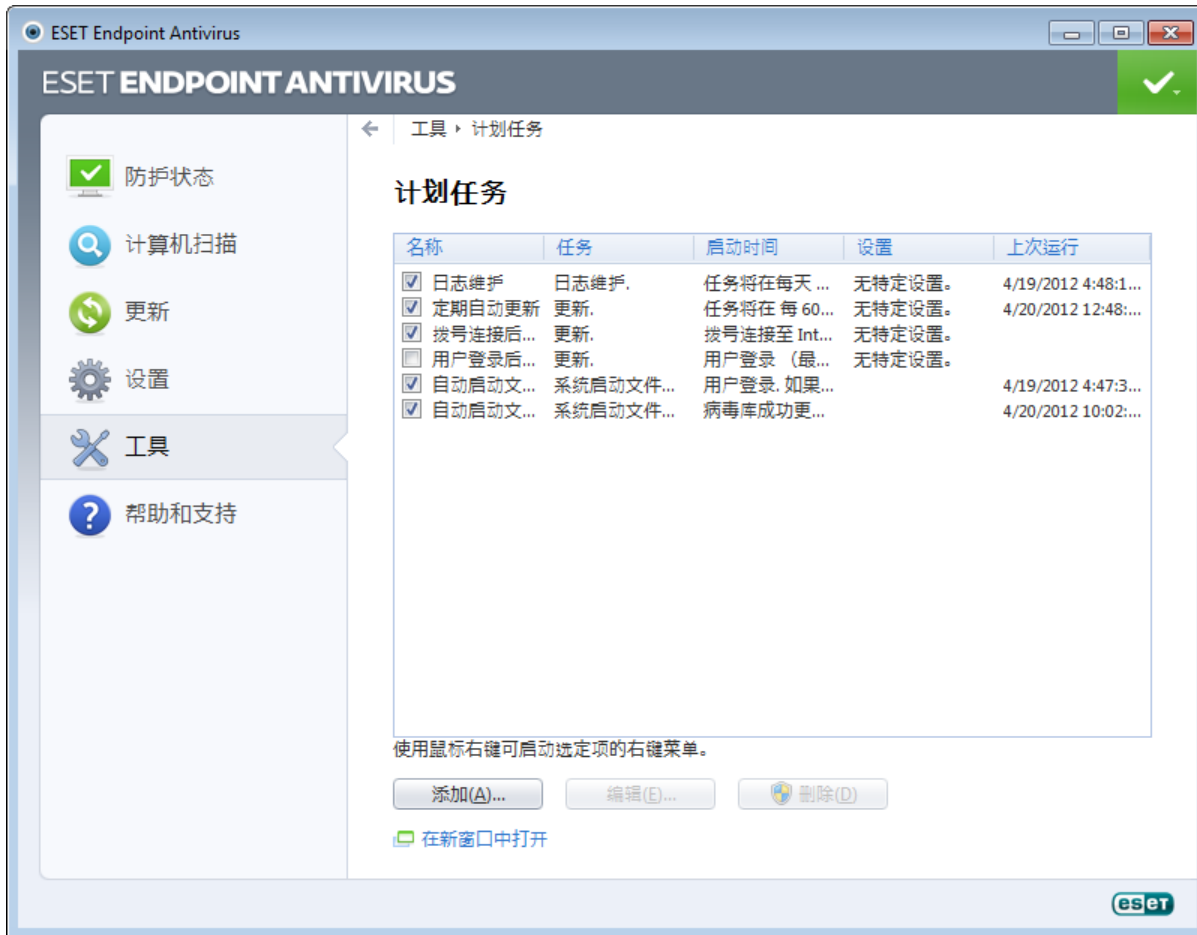 ESET Endpoint Antivirus
ESET ENDPOINT ANTIVIRUS
工具 ‣ 计划任务
防护状态
计算机扫描
更新
设置
工具
帮助和支持
计划任务
名称 任务 启动时间 设置 上次运行
日志维护 日志维护. 任务将在每天 ... 无特定设置。 4/19/2012 4:48:1...
定期自动更新 更新. 任务将在 每 60... 无特定设置。 4/20/2012 12:48:...
拨号连接后... 更新. 拨号连接至 Int... 无特定设置。
用户登录后... 更新. 用户登录 （最... 无特定设置。
自动启动文... 系统启动文件... 用户登录. 如果... 4/19/2012 4:47:3...
自动启动文... 系统启动文件... 病毒库成功更... 4/20/2012 10:02:...
使用鼠标右键可启动选定项的右键菜单。
添加(A)... 编辑(E)... 删除(D)
在新窗口中打开
eseT